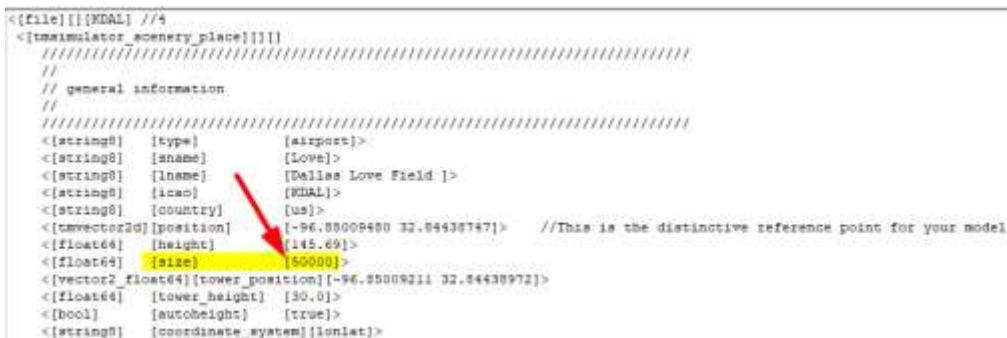 <[file][][KDAL] //4
<[tmsimulator_scenery_place][][]
////////////////////////////////////////////////////////////////////////////////
//
// general information
//
////////////////////////////////////////////////////////////////////////////////
<[string8] [type] [airport]>
<[string8] [sname] [Love]>
<[string8] [lname] [Dallas Love Field ]>
<[string8] [icao] [KDAL]>
<[string8] [country] [us]>
<[tmvector2d][position] [-96.85009480 32.84438747]> //This is the distinctive reference point for your model
<[float64] [height] [145.69]>
<[float64] [size] [50000]>
<[vector2_float64][tower_position][-96.85009211 32.84438972]>
<[float64] [tower_height] [30.0]>
<[bool] [autoheight] [true]>
<[string8] [coordinate_system][lonlat]>